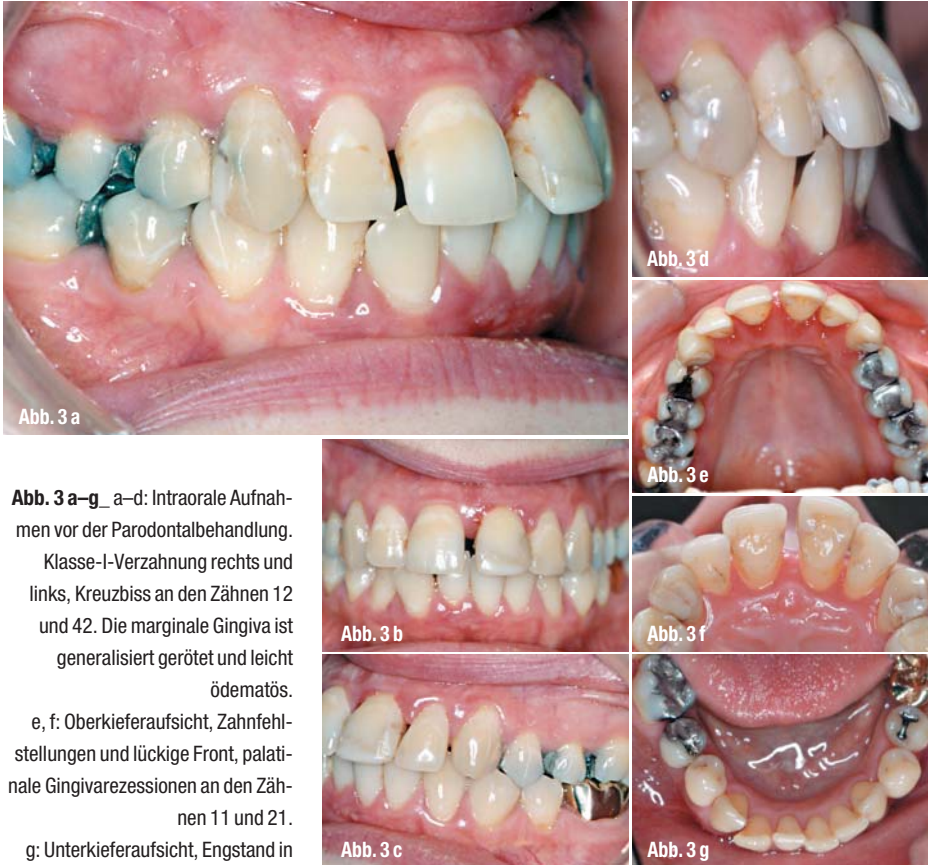 Abb. 3 a
Abb. 3 d
Abb. 3 e
Abb. 3 a–g_ a–d: Intraorale Aufnah-
men vor der Parodontalbehandlung.
Klasse-I-Verzahnung rechts und
links, Kreuzbiss an den Zähnen 12
und 42. Die marginale Gingiva ist
generalisiert gerötet und leicht
ödematös.
e, f: Oberkieferaufsicht, Zahnfehl-
stellungen und lückige Front, palati-
nale Gingivarezessionen an den Zäh-
nen 11 und 21.
g: Unterkieferaufsicht, Engstand in
Abb. 3 b
Abb. 3 f
Abb. 3 c
Abb. 3 g